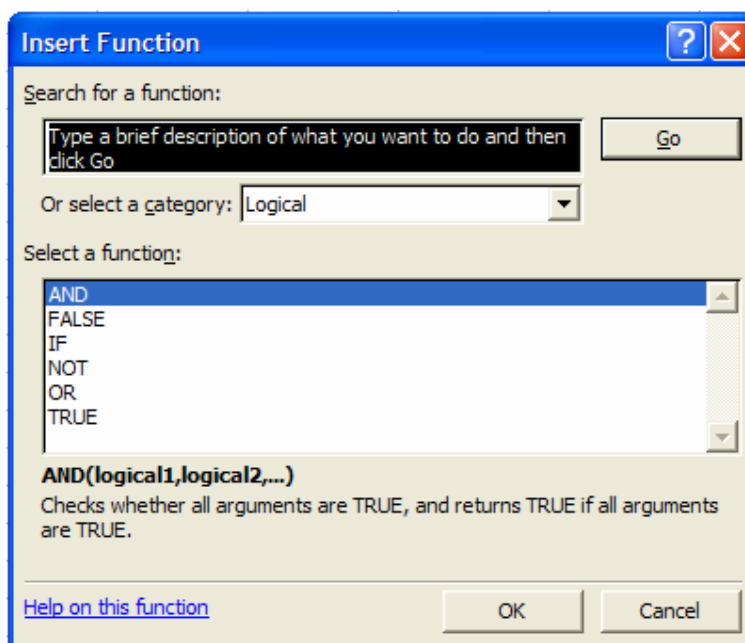 Insert Function
Search for a function:
Type a brief description of what you want to do and then
click Go
Go
Or select a category: Logical
Select a function:
AND
FALSE
IF
NOT
OR
TRUE
AND(logical1,logical2,...)
Checks whether all arguments are TRUE, and returns TRUE if all arguments
are TRUE.
Help on this function
OK
Cancel